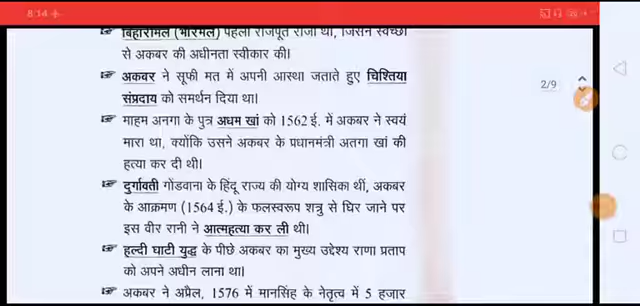 8:14
☞ बिहारीमल (भारमल) पहला राजपूत राजा था, जिसने स्वेच्छा
से अकबर की अधीनता स्वीकार की।
☞ अकबर ने सूफी मत में अपनी आस्था जताते हुए चिश्तिया
संप्रदाय को समर्थन दिया था।
☞ माहम अनगा के पुत्र अधम खां को 1562 ई. में अकबर ने स्वयं
मारा था, क्योंकि उसने अकबर के प्रधानमंत्री अतगा खां की
हत्या कर दी थी।
☞ दुर्गावती गोंडवाना के हिंदू राज्य की योग्य शासिका थीं, अकबर
के आक्रमण (1564 ई.) के फलस्वरूप शत्रु से घिर जाने पर
इस वीर रानी ने आत्महत्या कर ली थी।
☞ हल्दी घाटी युद्ध के पीछे अकबर का मुख्य उद्देश्य राणा प्रताप
को अपने अधीन लाना था।
☞ अकबर ने अप्रैल, 1576 में मानसिंह के नेतृत्व में 5 हजार
2/9